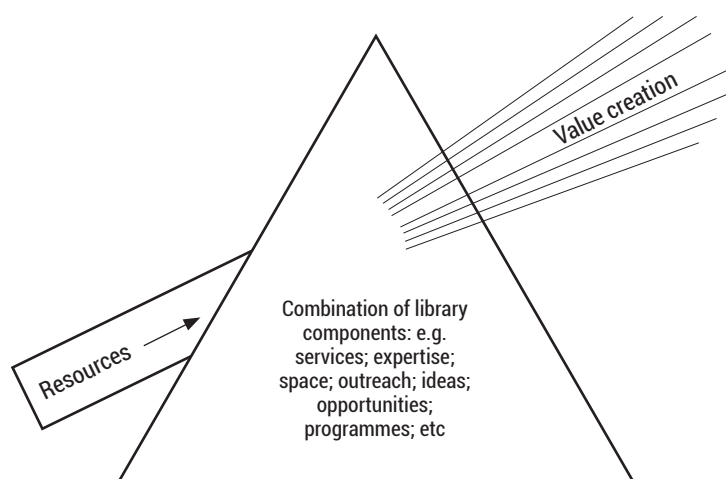 Value creation
Resources
Combination of library
components: e.g.
services; expertise;
space; outreach; ideas;
opportunities;
programmes; etc